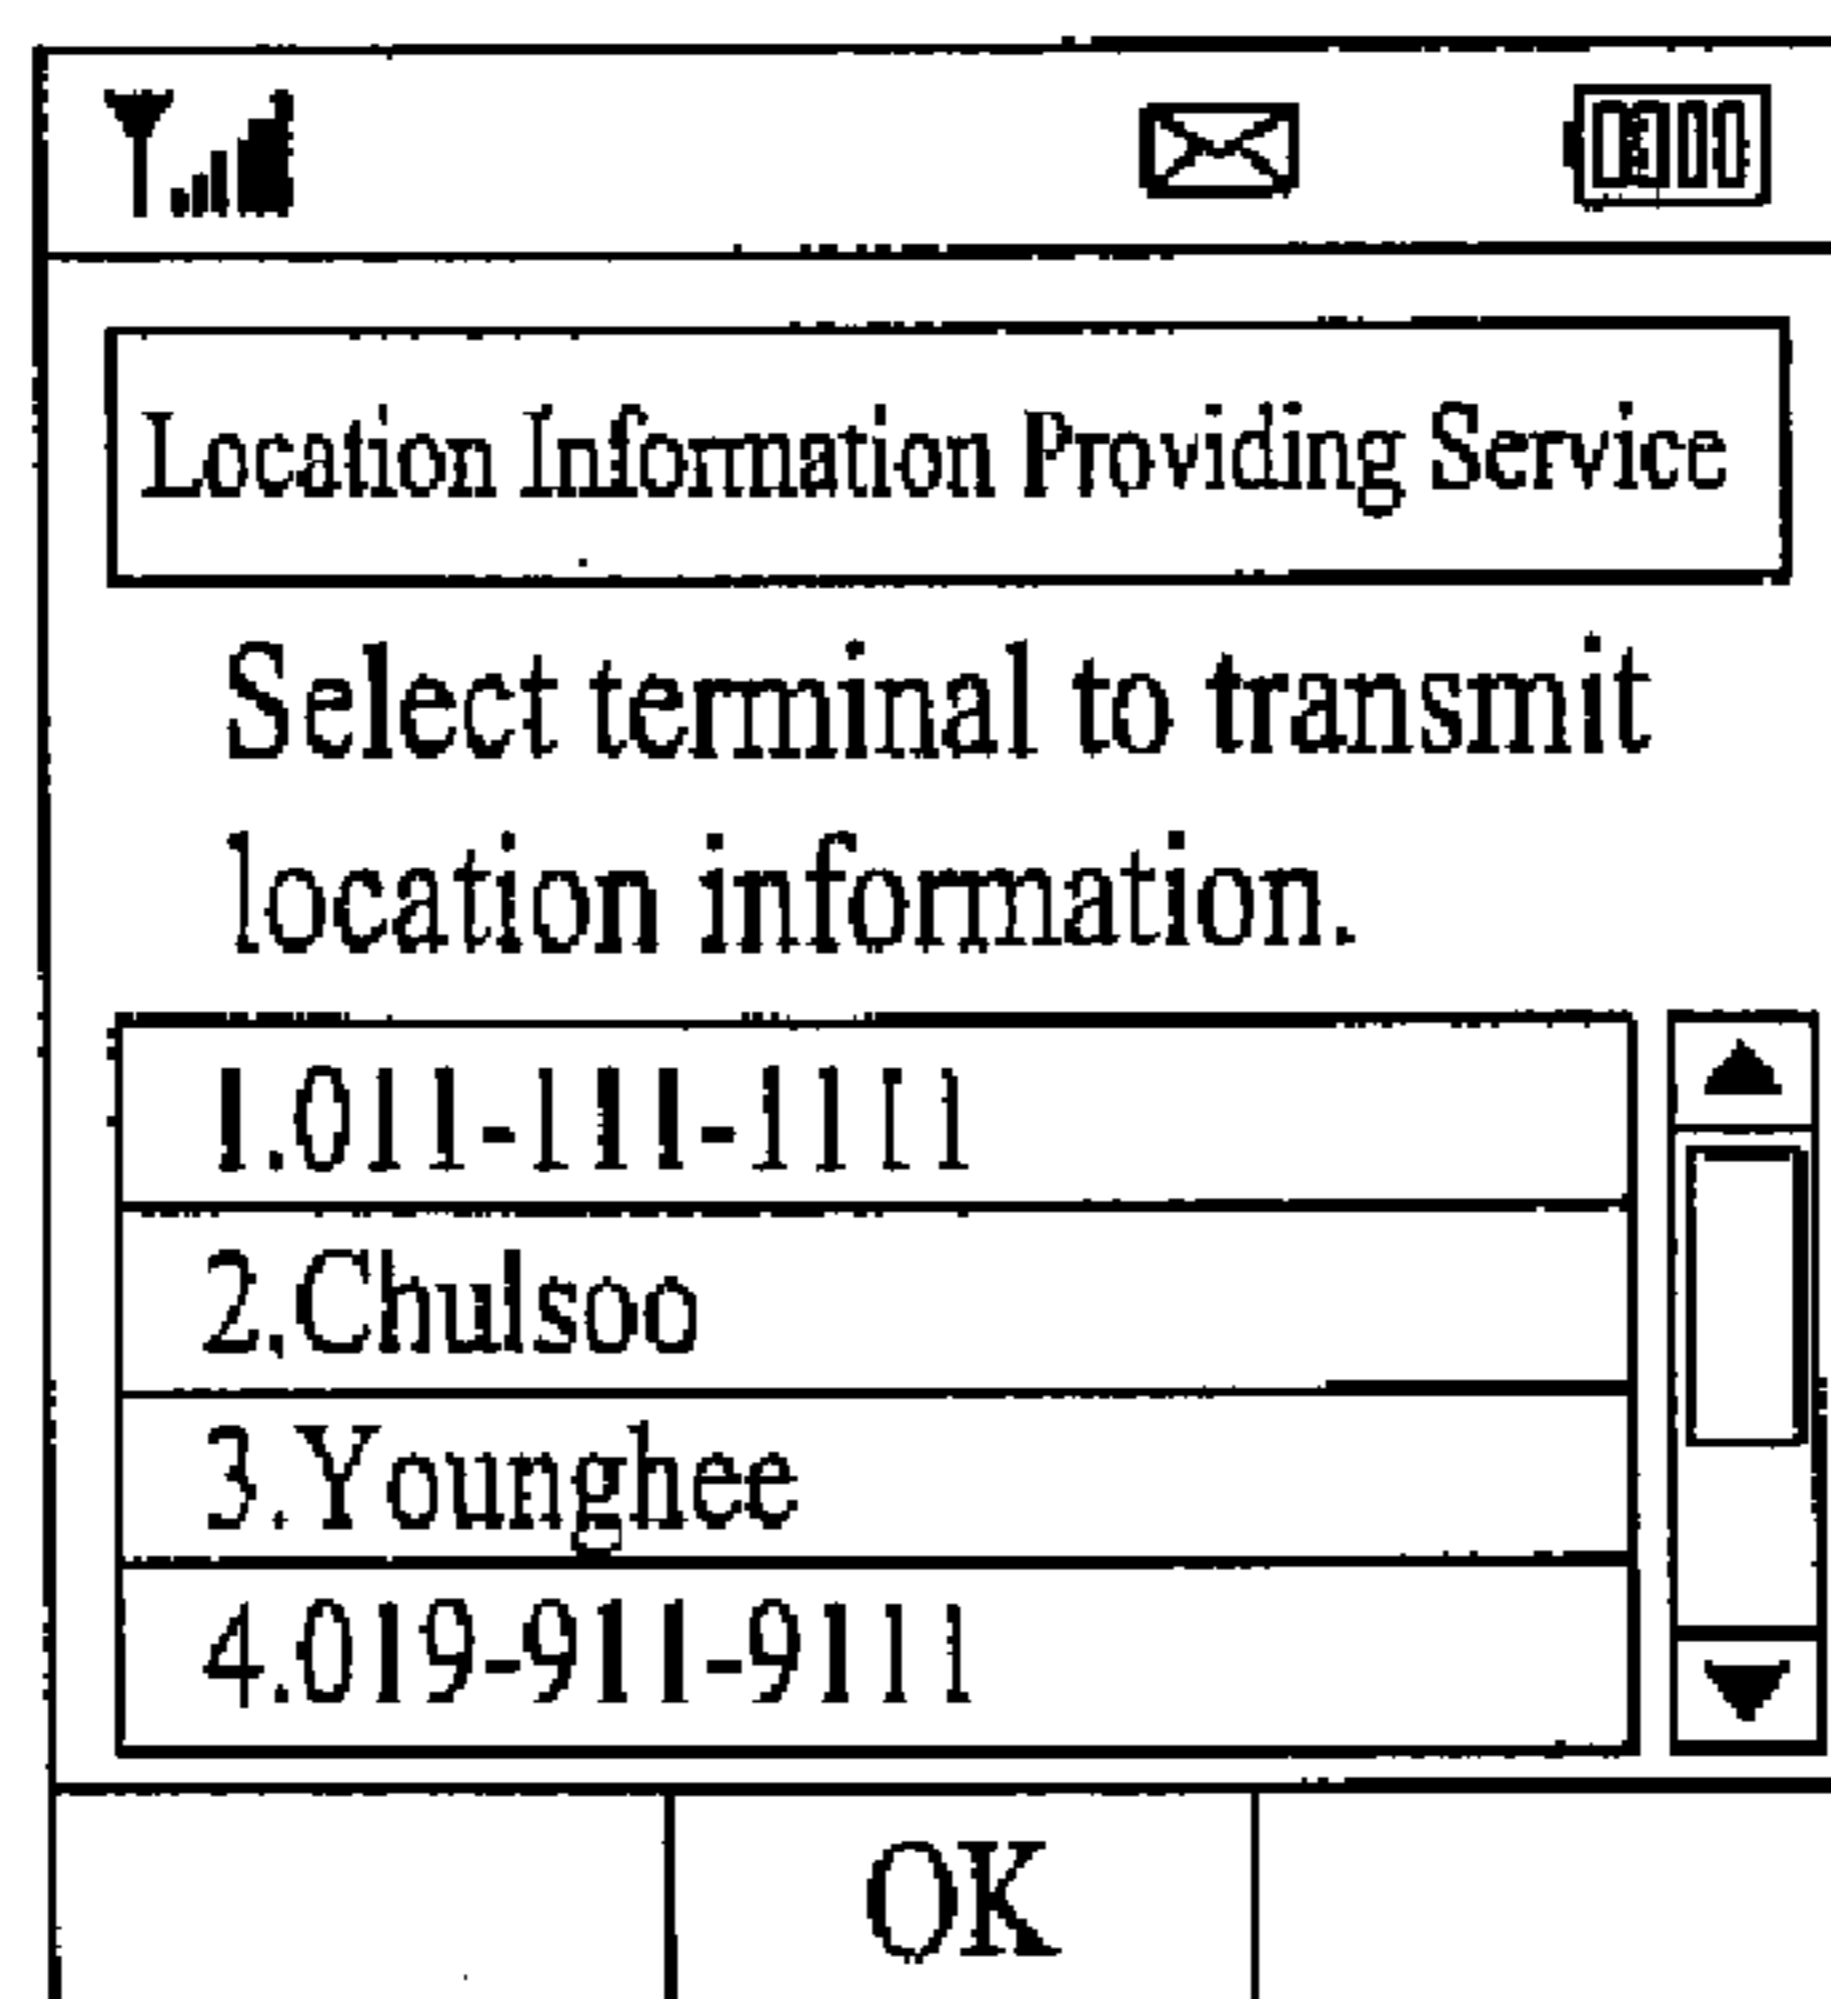 Location Information Providing Service
Select terminal to transmit
location information.
1.011-111-1111
2.Chulsoo
3.Younghee
4.019-911-9111
OK